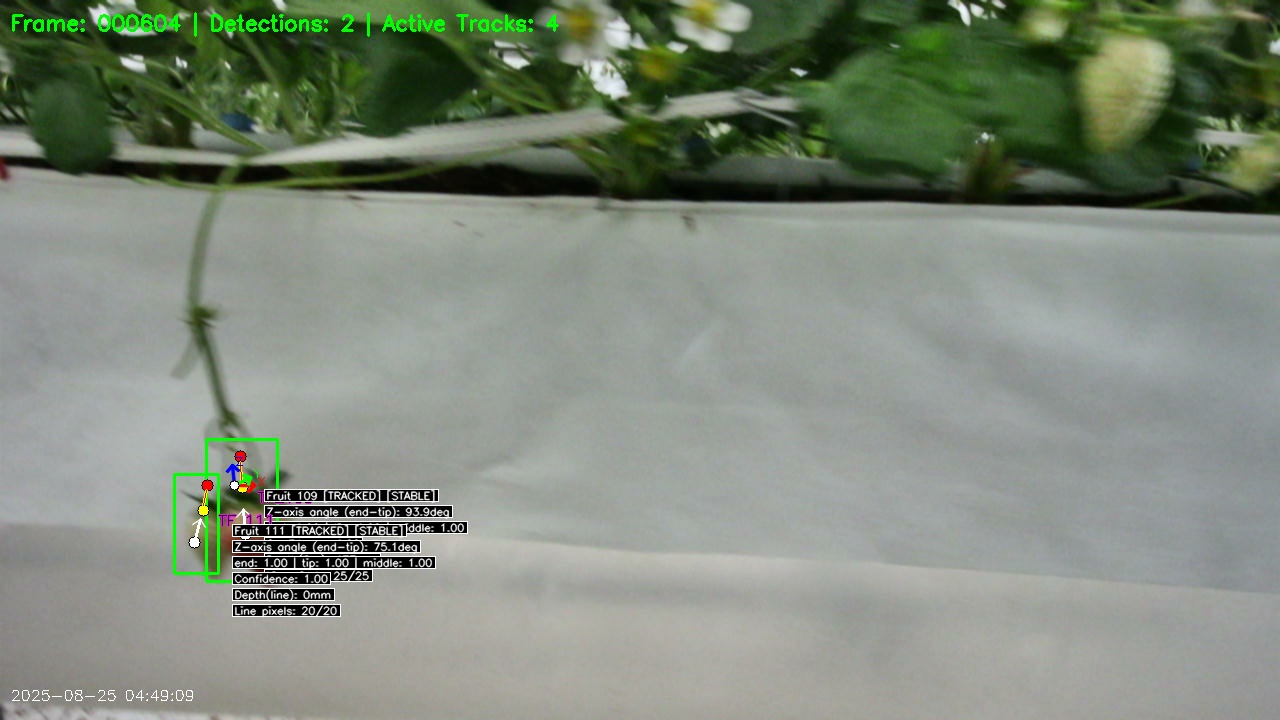 Frame: 000604 | Detections: 2 | Active Tracks: 4
Fruit 109 [TRACKED] [STABLE]
Z-axis angle (end-tip): 93.9deg
ddle: 1.00
Fruit 111 [TRACKED] [STABLE]
Z-axis angle (end-tip): 75.1deg
end: 1.00 | tip: 1.00 | middle: 1.00
Confidence: 1.00
25/25
Depth(line): 0mm
Line pixels: 20/20
2025-08-25 04:49:09